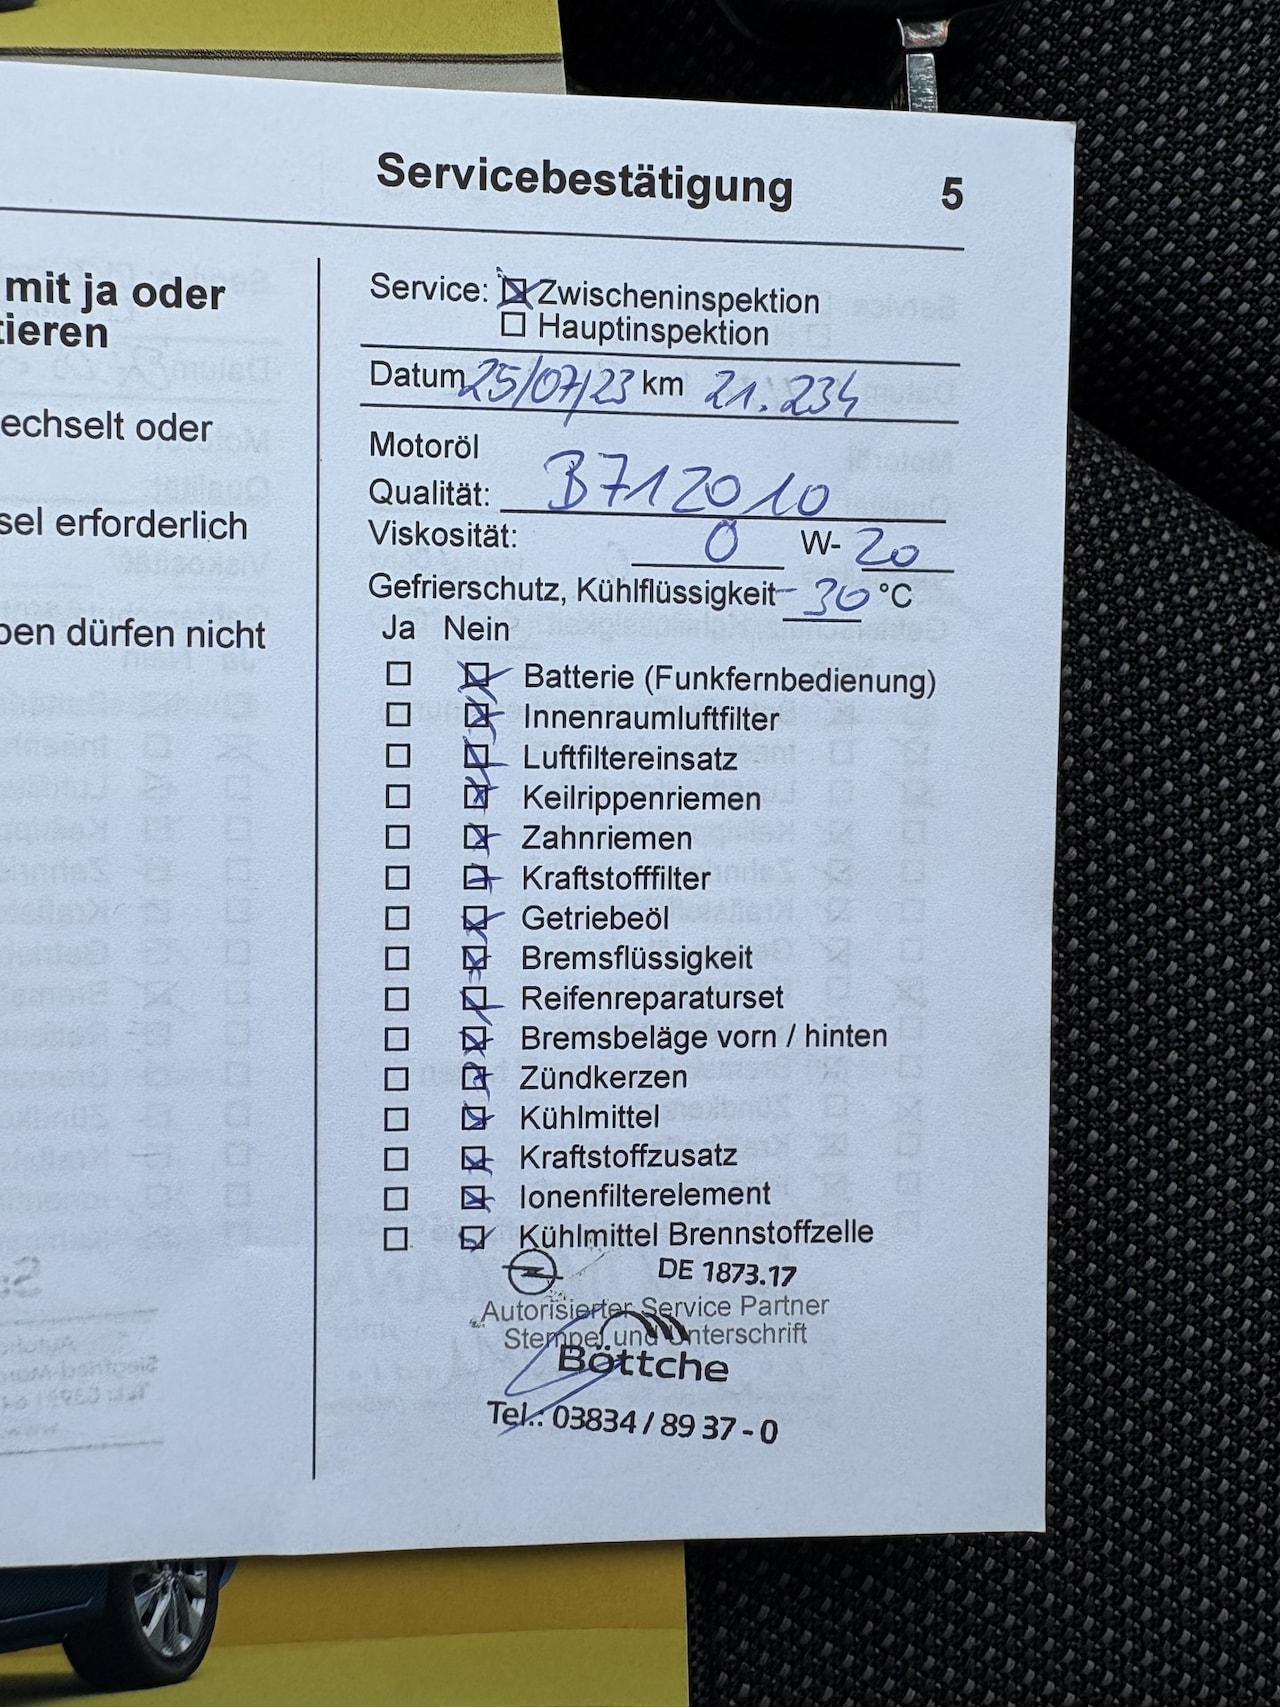 Servicebestätigung 5
mit ja oder
tieren
echselt oder
sel erforderlich
ben dürfen nicht
Service: Zwischeninspektion
Hauptinspektion
Datum 25/07/23 km 21.234
Motoröl
Qualität: B712010
Viskosität: 0 W- 20
Gefrierschutz, Kühlflüssigkeit -30 °C
Ja Nein
Batterie (Funkfernbedienung)
Innenraumluftfilter
Luftfiltereinsatz
Keilrippenriemen
Zahnriemen
Kraftstofffilter
Getriebeöl
Bremsflüssigkeit
Reifenreparaturset
Bremsbeläge vorn / hinten
Zündkerzen
Kühlmittel
Kraftstoffzusatz
Ionenfilterelement
Kühlmittel Brennstoffzelle
DE 1873.17
Autorisierter Service Partner
Stempel und Unterschrift
Böttche
Tel.: 03834 / 89 37 - 0